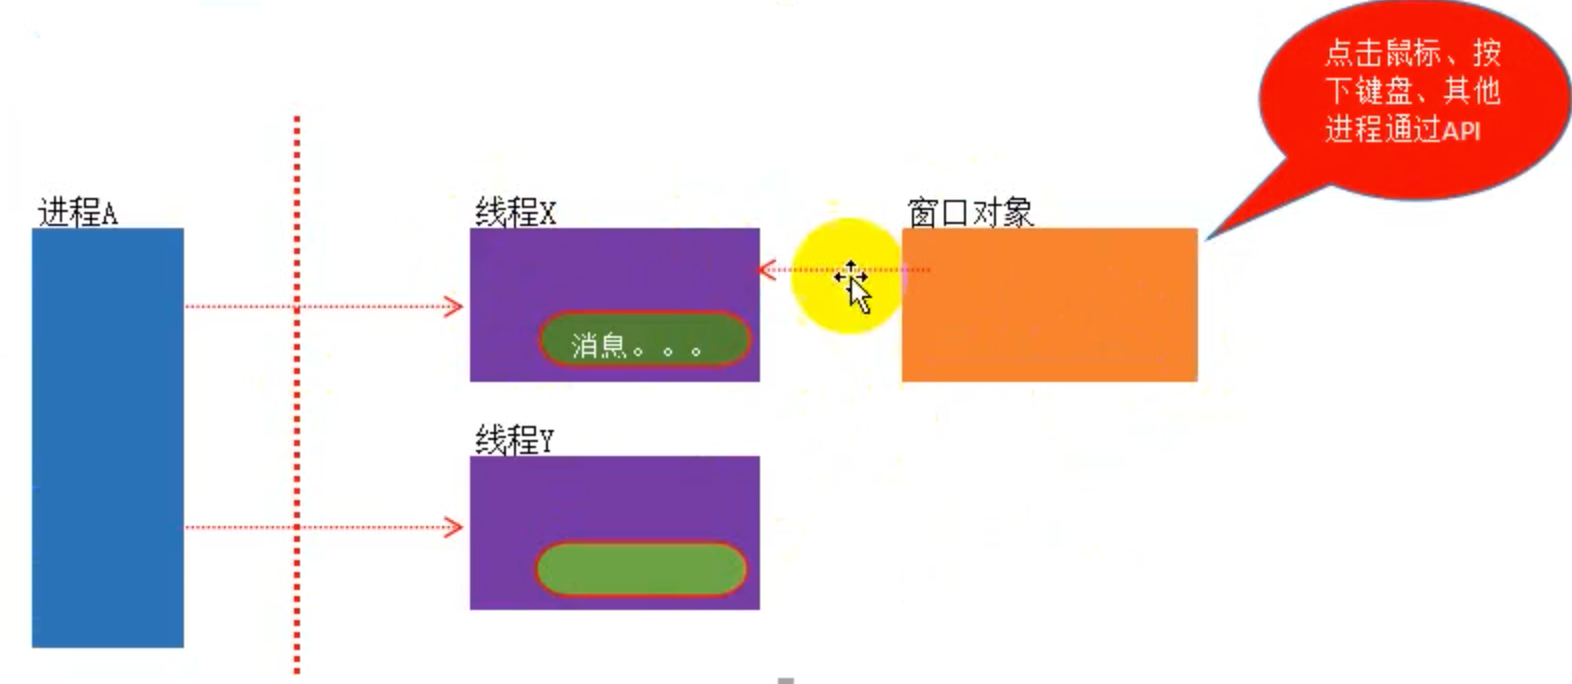 点击鼠标、按
下键盘、其他
进程通过API
进程A
线程X
窗口对象
消息。。。
线程Y